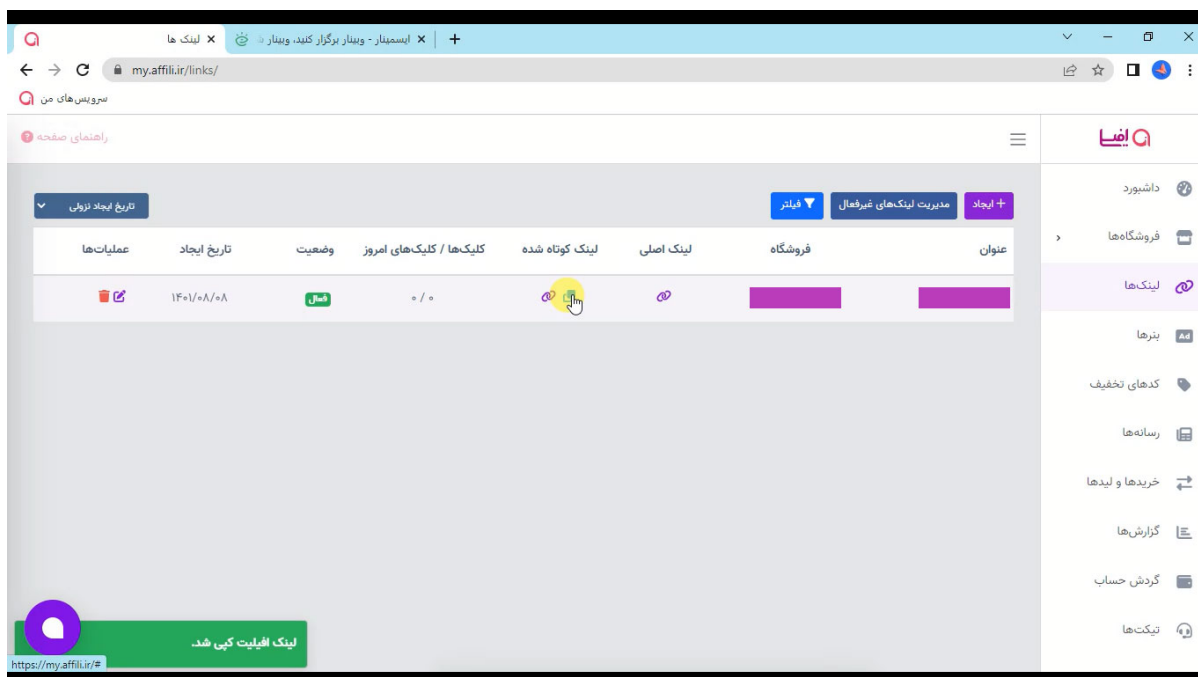 لینک ها
ایسمینار - وبینار برگزار کنید، وبینار
my.affili.ir/links/
سرویس‌های من
راهنمای صفحه
افیلی
داشبورد
فروشگاه‌ها
لینک‌ها
بنرها
Ad
کدهای تخفیف
رسانه‌ها
خریدها و لیدها
گزارش‌ها
گردش حساب
تیکت‌ها
+ ایجاد
مدیریت لینک‌های غیرفعال
فیلتر
تاریخ ایجاد نزولی
عنوان فروشگاه لینک اصلی لینک کوتاه شده کلیک‌ها / کلیک‌های امروز وضعیت تاریخ ایجاد عملیات‌ها
۰ / ۰ فعال ۱۴۰۱/۰۸/۰۸
لینک افیلیت کپی شد.
https://my.affili.ir/#